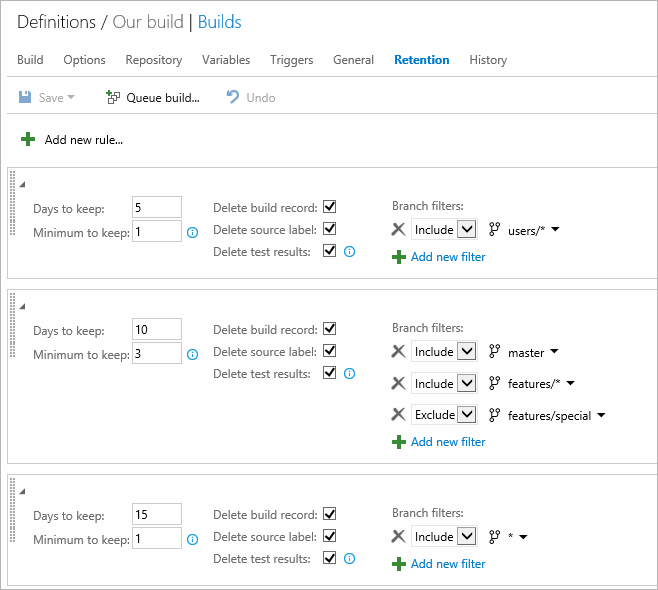 Definitions / Our build | Builds
Build Options Repository Variables Triggers General Retention History
Save Queue build... Undo
Add new rule...
Days to keep: 5 Delete build record: Branch filters:
Minimum to keep: 1 Delete source label: Include users/*
Delete test results: Add new filter
Days to keep: 10 Delete build record: Branch filters:
Minimum to keep: 3 Delete source label: Include master
Delete test results: Include features/*
Exclude features/special
Add new filter
Days to keep: 15 Delete build record: Branch filters:
Minimum to keep: 1 Delete source label: Include *
Delete test results: Add new filter